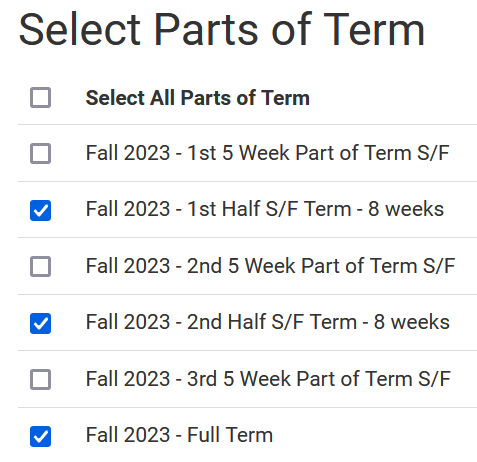 Select Parts of Term
Select All Parts of Term
Fall 2023 - 1st 5 Week Part of Term S/F
Fall 2023 - 1st Half S/F Term - 8 weeks
Fall 2023 - 2nd 5 Week Part of Term S/F
Fall 2023 - 2nd Half S/F Term - 8 weeks
Fall 2023 - 3rd 5 Week Part of Term S/F
Fall 2023 - Full Term